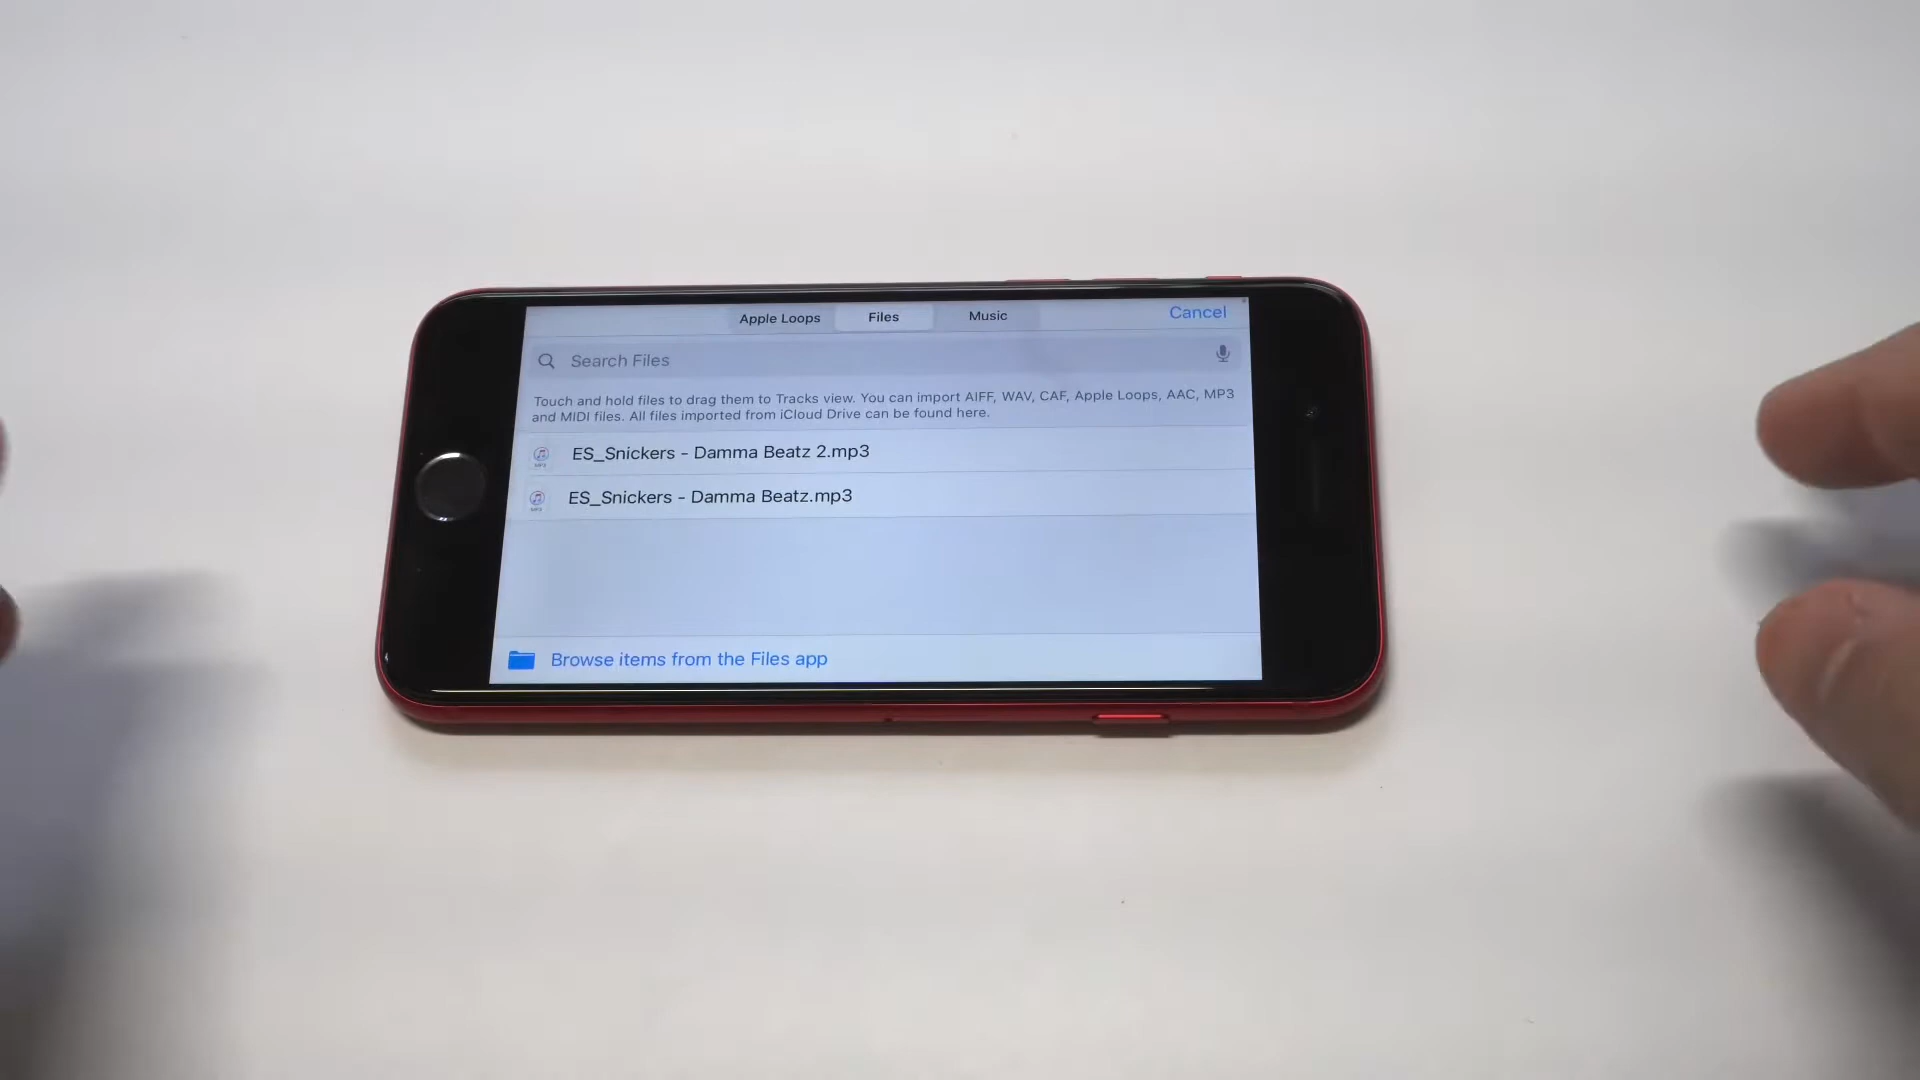 Apple Loops Files Music Cancel
Search Files
Touch and hold files to drag them to Tracks view. You can import AIFF, WAV, CAF, Apple Loops, AAC, MP3
and MIDI files. All files imported from iCloud Drive can be found here.
ES_Snickers - Damma Beatz 2.mp3
ES_Snickers - Damma Beatz.mp3
Browse items from the Files app